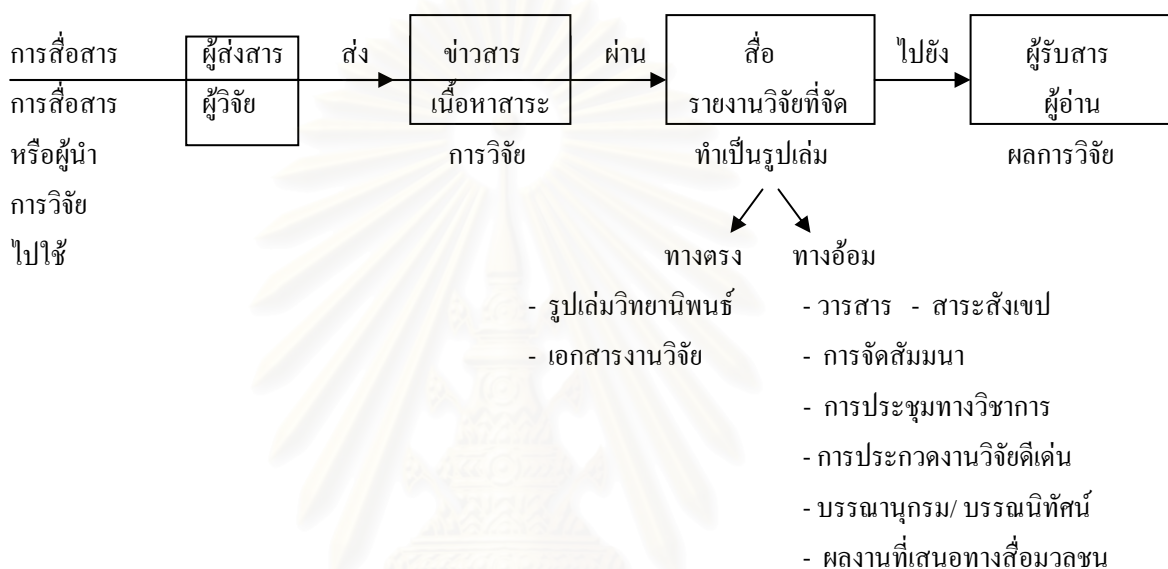 การสื่อสาร ผู้ส่งสาร ส่ง ข่าวสาร ผ่าน สื่อ ไปยัง ผู้รับสาร
การสื่อสาร ผู้วิจัย เนื้อหาสาระ รายงานวิจัยที่จัด ผู้อ่าน
หรือผู้นำ การวิจัย ทำเป็นรูปเล่ม ผลการวิจัย
การวิจัย
ไปใช้ ทางตรง ทางอ้อม
- รูปเล่มวิทยานิพนธ์ - วารสาร - สาระสังเขป
- เอกสารงานวิจัย - การจัดสัมมนา
- การประชุมทางวิชาการ
- การประกวดงานวิจัยดีเด่น
- บรรณานุกรม/ บรรณนิทัศน์
- ผลงานที่เสนอทางสื่อมวลชน